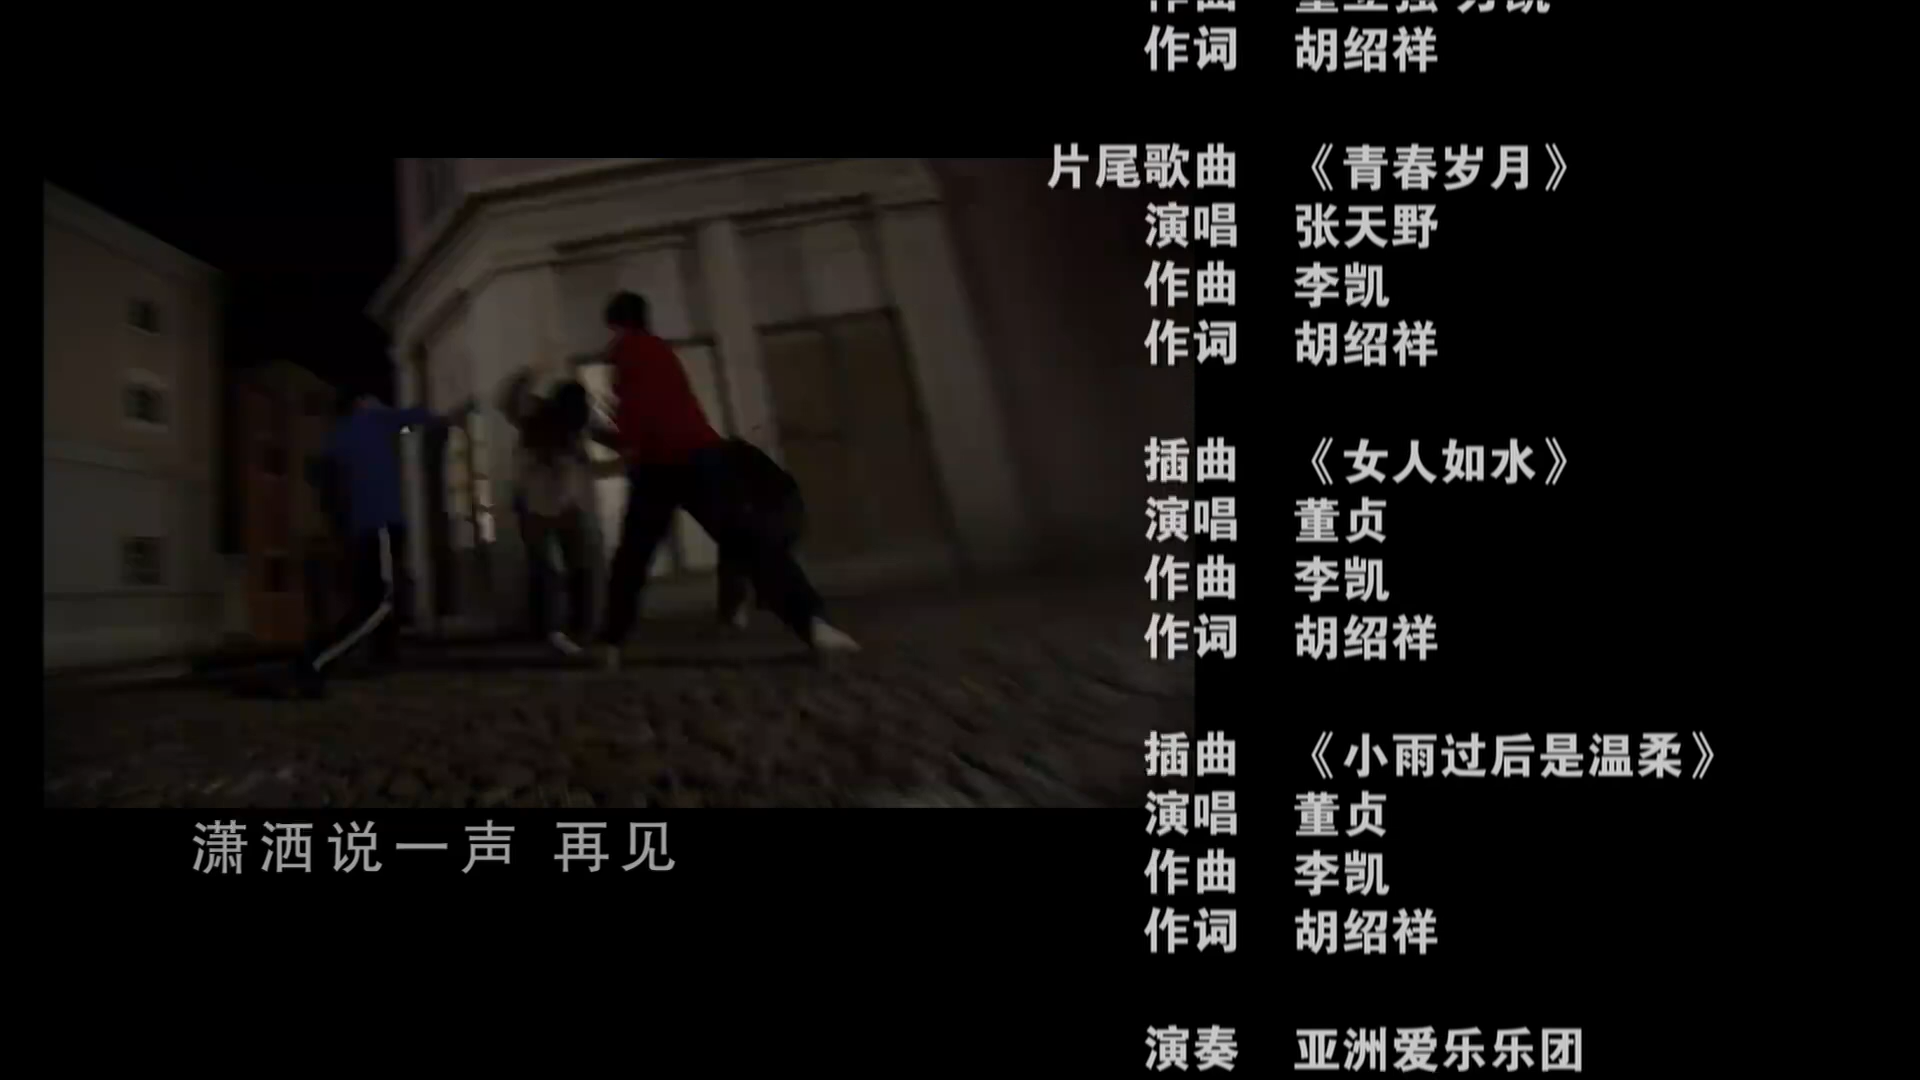 作词 胡绍祥
片尾歌曲 《青春岁月》
演唱 张天野
作曲 李凯
作词 胡绍祥
插曲 《女人如水》
演唱 董贞
作曲 李凯
作词 胡绍祥
插曲 《小雨过后是温柔》
演唱 董贞
作曲 李凯
作词 胡绍祥
演奏 亚洲爱乐乐团
潇洒说一声 再见